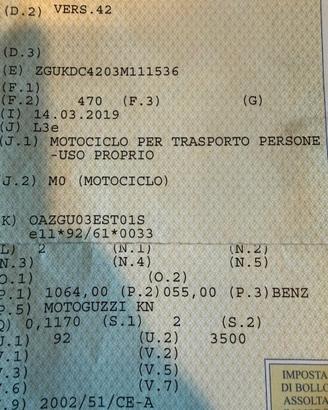 (D.2) VERS.42
(D.3)
(E) ZGUKDC4203M111536
(F.1)
(F.2) 470 (F.3) (G)
(I) 14.03.2019
(J) L3e
(J.1) MOTOCICLO PER TRASPORTO PERSONE
-USO PROPRIO
J.2) M0 (MOTOCICLO)
K) OAZGU03EST01S
e11*92/61*0033
L) 2 (N.1) (N.2)
N.3) (N.4) (N.5)
O.1) (O.2)
P.1) 1064,00 (P.2)055,00 (P.3)BENZ
P.5) MOTOGUZZI KN
Q) 0,1170 (S.1) 2 (S.2)
U.1) 92 (U.2) 3500
V.1) (V.2)
V.3) (V.5)
V.6) (V.7)
V.9) 2002/51/CE-A
IMPOSTA
DI BOLLO
ASSOLTA